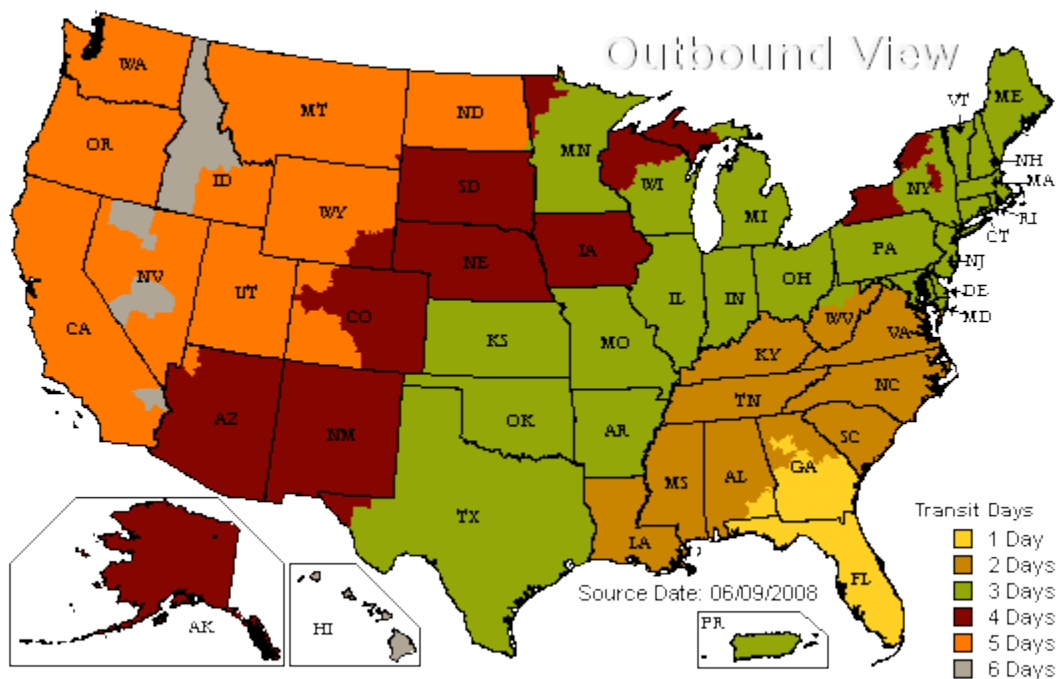 Outbound View
WA
MT
ND
MN
VT
ME
OR
ID
SD
WI
MI
NY
NH
MA
RI
CT
WY
NE
IA
PA
NJ
NV
UT
CO
IL
IN
OH
DE
MD
CA
KS
MO
WV
VA
KY
AZ
NM
OK
AR
TN
NC
SC
TX
MS
AL
GA
LA
FL
Transit Days
1 Day
2 Days
3 Days
4 Days
5 Days
6 Days
Source Date: 06/09/2008
AK
HI
PR